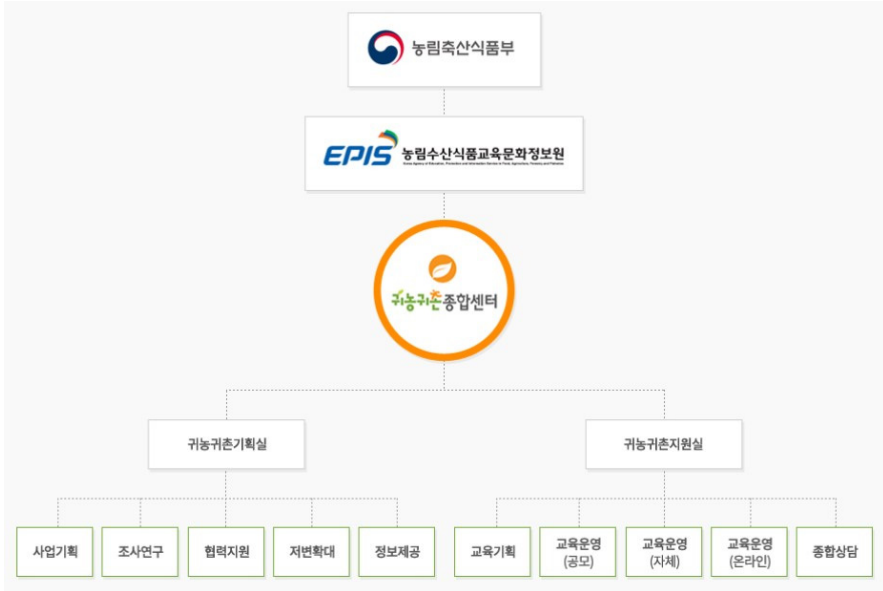 농림축산식품부
EPIS 농림수산식품교육문화정보원
귀농귀촌종합센터
귀농귀촌기획실
귀농귀촌지원실
사업기획
조사연구
협력지원
저변확대
정보제공
교육기획
교육운영
(공모)
교육운영
(자체)
교육운영
(온라인)
종합상담